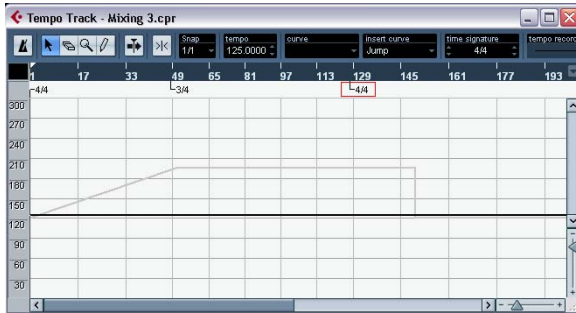 Tempo Track - Mixing 3.cpr
Snap tempo curve insert curve time signature tempo record
1/1 125.0000 Jump 4/4
1 17 33 49 65 81 97 113 129 145 161 177 193
4/4 3/4 4/4
300
270
240
210
180
150
120
90
60
30